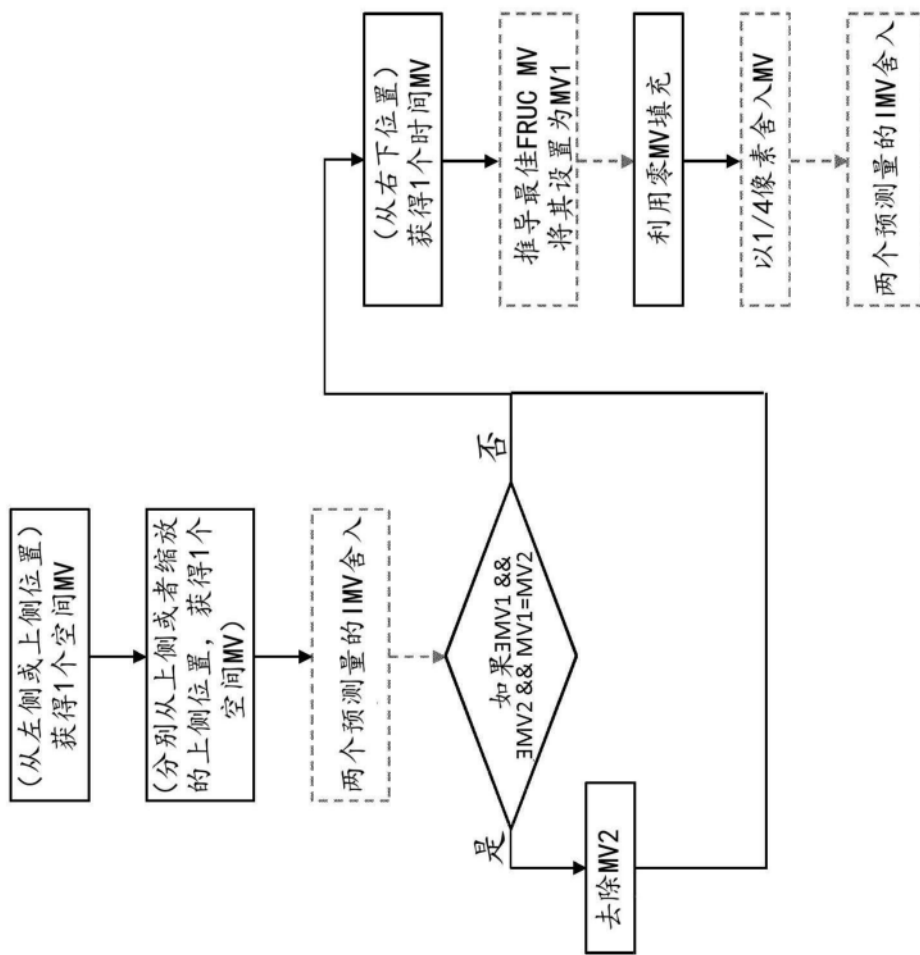 (从左侧或上侧位置)
获得1个空间MV
(分别从上侧或者缩放
的上侧位置，获得1个
空间MV)
两个预测量的IMV舍入
如果∃MV1 &&
∃MV2 && MV1=MV2
是
否
去除MV2
(从右下位置)
获得1个时间MV
推导最佳FRUC MV
将其设置为MV1
利用零MV填充
以1/4像素舍入MV
两个预测量的IMV舍入